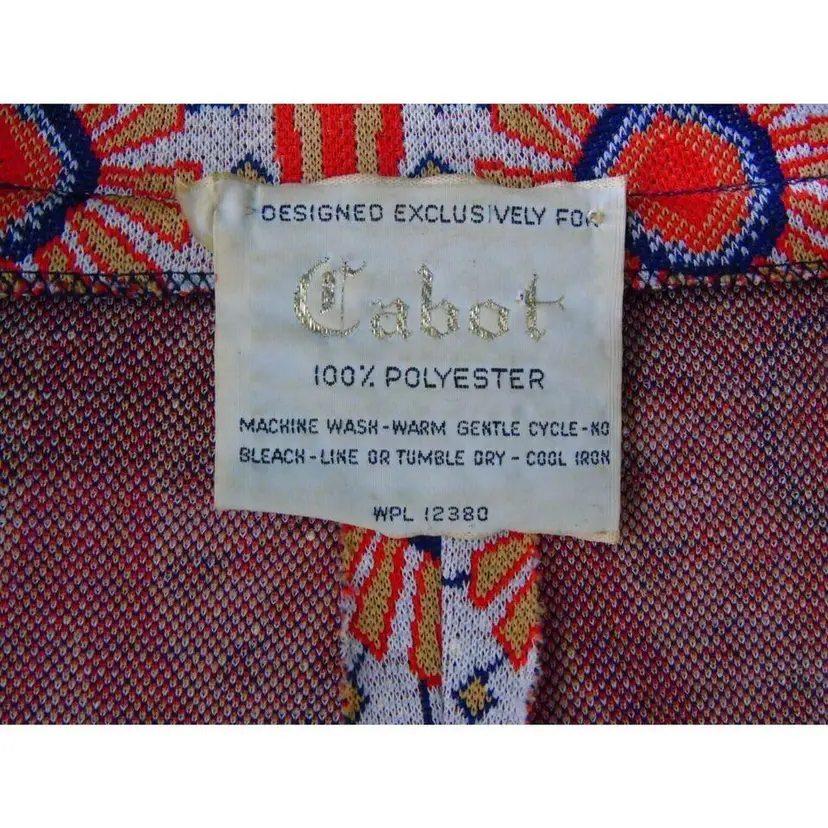 DESIGNED EXCLUSIVELY FOR
Cabot
100% POLYESTER
MACHINE WASH-WARM GENTLE CYCLE-NO
BLEACH-LINE OR TUMBLE DRY-COOL IRON
WPL 12380